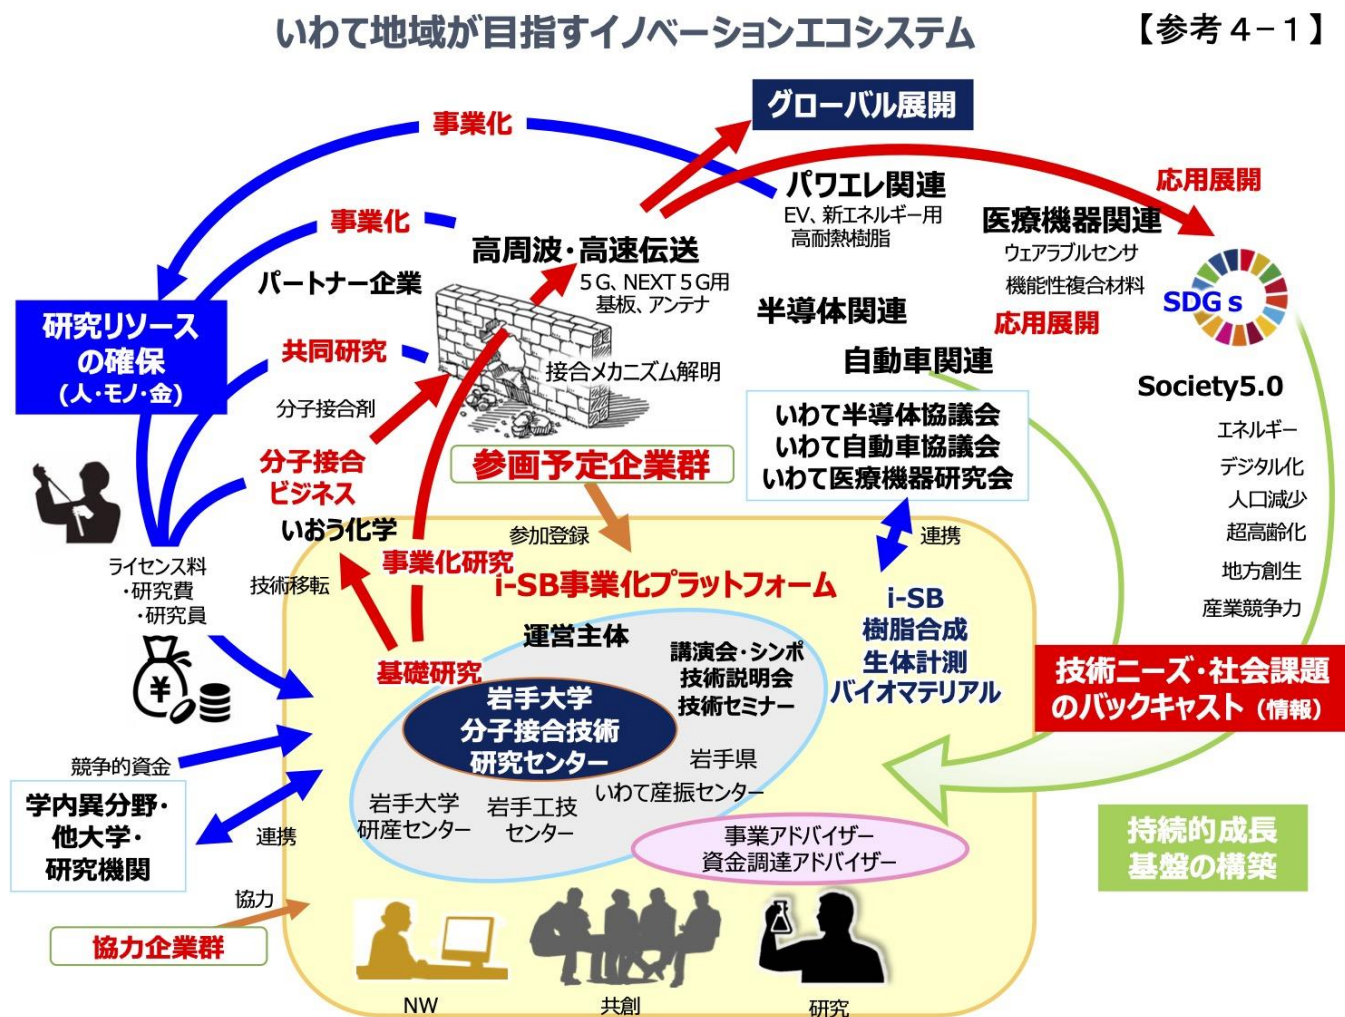 いわて地域が目指すイノベーションエコシステム
【参考４－１】
グローバル展開
事業化
パワエレ関連
EV、新エネルギー用
高耐熱樹脂
応用展開
医療機器関連
ウェアラブルセンサ
機能性複合材料
事業化
高周波・高速伝送
５G、NEXT５G用
基板、アンテナ
パートナー企業
SDGｓ
半導体関連
応用展開
研究リソース
の確保
(人・モノ・金)
共同研究
自動車関連
接合メカニズム解明
分子接合剤
Society5.0
エネルギー
デジタル化
人口減少
超高齢化
地方創生
産業競争力
いわて半導体協議会
いわて自動車協議会
いわて医療機器研究会
参画予定企業群
分子接合
ビジネス
いおう化学
参加登録
連携
事業化研究
技術移転
ライセンス料
・研究費
・研究員
i-SB事業化プラットフォーム
i-SB
樹脂合成
生体計測
バイオマテリアル
運営主体
講演会・シンポ
技術説明会
技術セミナー
基礎研究
岩手大学
分子接合技術
研究センター
技術ニーズ・社会課題
のバックキャスト（情報）
¥
競争的資金
岩手県
いわて産振センター
岩手大学
研産センター
岩手工技
センター
学内異分野・
他大学・
研究機関
連携
事業アドバイザー
資金調達アドバイザー
持続的成長
基盤の構築
協力
協力企業群
NW
共創
研究